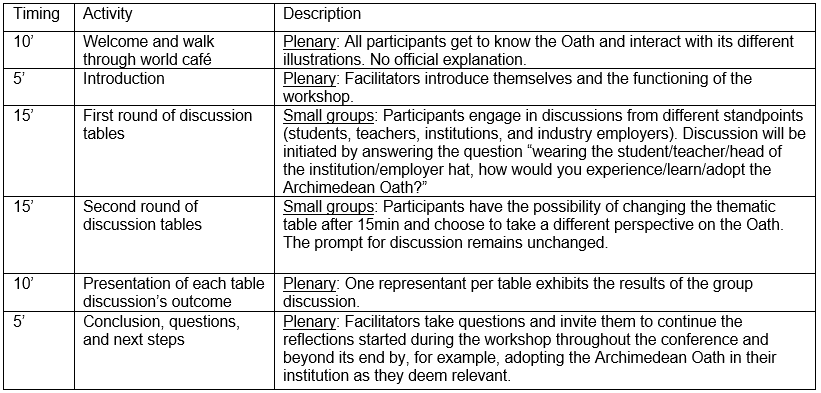 Timing Activity Description
10’ Welcome and walk Plenary: All participants get to know the Oath and interact with its different
through world café illustrations. No official explanation.
5’ Introduction Plenary: Facilitators introduce themselves and the functioning of the
workshop.
15’ First round of discussion Small groups: Participants engage in discussions from different standpoints
tables (students, teachers, institutions, and industry employers). Discussion will be
initiated by answering the question “wearing the student/teacher/head of
the institution/employer hat, how would you experience/learn/adopt the
Archimedean Oath?”
15’ Second round of Small groups: Participants have the possibility of changing the thematic
discussion tables table after 15min and choose to take a different perspective on the Oath.
The prompt for discussion remains unchanged.
10’ Presentation of each table Plenary: One representant per table exhibits the results of the group
discussion’s outcome discussion.
5’ Conclusion, questions, Plenary: Facilitators take questions and invite them to continue the
and next steps reflections started during the workshop throughout the conference and
beyond its end by, for example, adopting the Archimedean Oath in their
institution as they deem relevant.